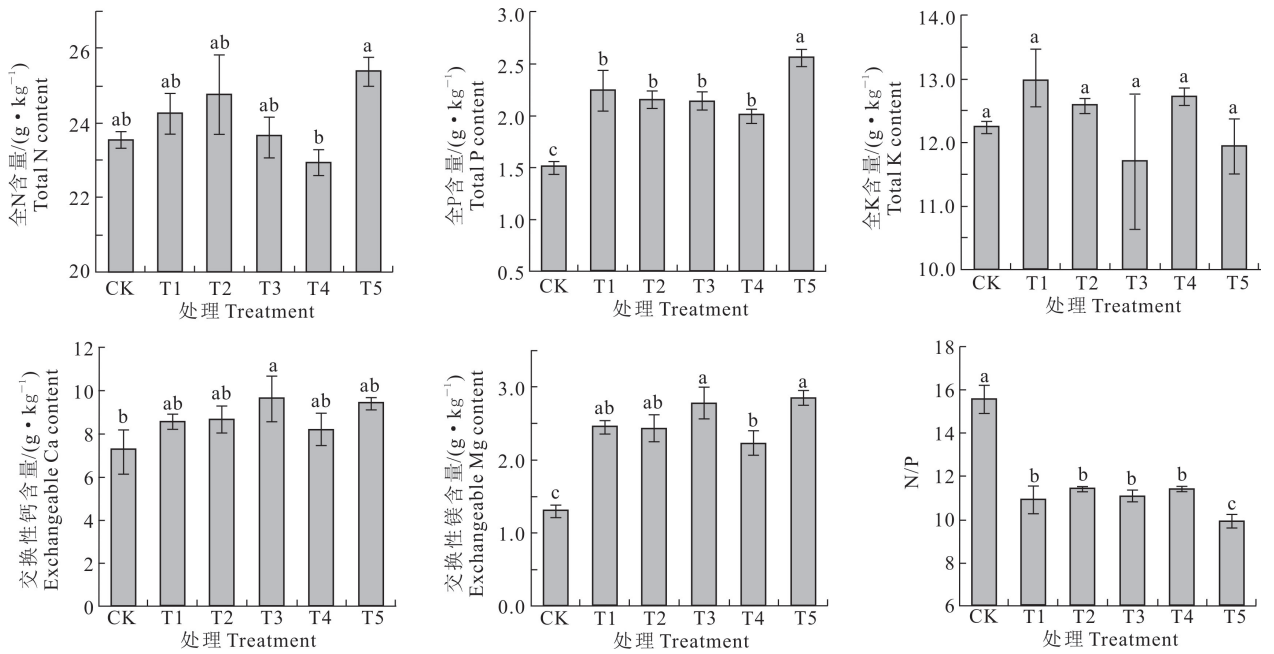 全N含量/(g·kg⁻¹)
Total N content
26
24
22
20
ab
ab
ab
ab
b
a
CK T1 T2 T3 T4 T5
处理 Treatment
全P含量/(g·kg⁻¹)
Total P content
3.0
2.5
2.0
1.5
1.0
0.5
c
b
b
b
b
a
CK T1 T2 T3 T4 T5
处理 Treatment
全K含量/(g·kg⁻¹)
Total K content
14.0
13.0
12.0
11.0
10.0
a
a
a
a
a
a
CK T1 T2 T3 T4 T5
处理 Treatment
交换性钙含量/(g·kg⁻¹)
Exchangeable Ca content
12
10
8
6
4
2
0
b
ab
ab
a
ab
ab
CK T1 T2 T3 T4 T5
处理 Treatment
交换性镁含量/(g·kg⁻¹)
Exchangeable Mg content
3.0
2.0
1.0
0.0
c
ab
ab
a
b
a
CK T1 T2 T3 T4 T5
处理 Treatment
N/P
18
16
14
12
10
8
6
a
b
b
b
b
c
CK T1 T2 T3 T4 T5
处理 Treatment